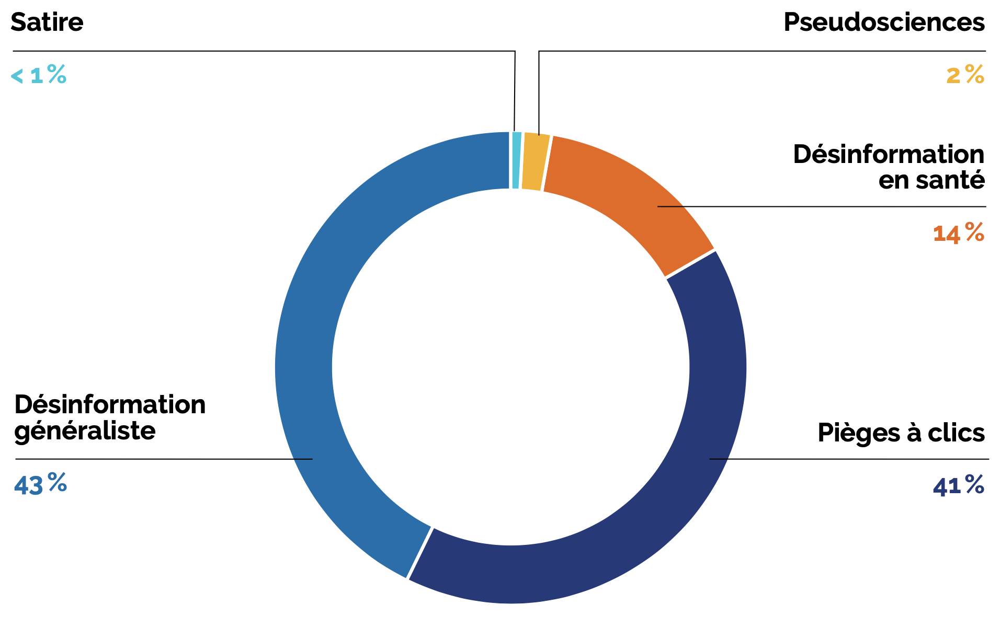 Satire
< 1 %
Pseudosciences
2 %
Désinformation
en santé
14 %
Désinformation
généraliste
43 %
Pièges à clics
41 %